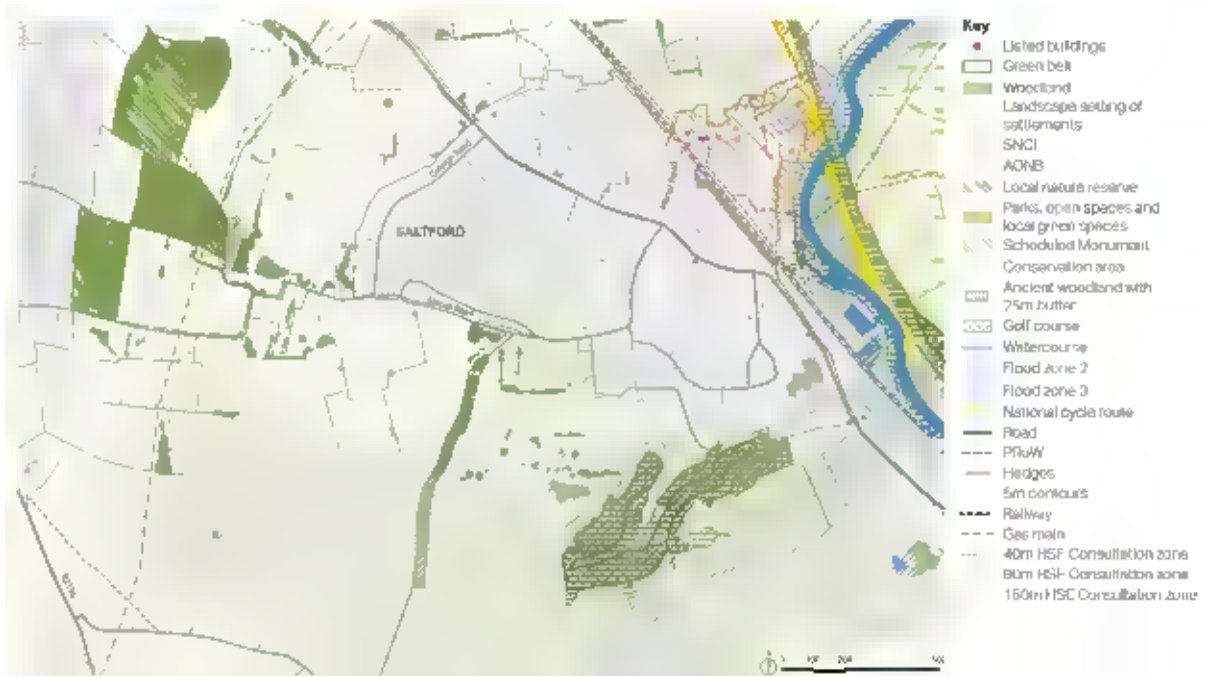 SALTFORD
Key
Listed buildings
Green belt
Woodland
Landscape setting of
settlements
SNCI
AONB
Local nature reserve
Parks, open spaces and
local green spaces
Scheduled Monument
Conservation area
Ancient woodland with
25m buffer
Golf course
Watercourse
Flood zone 2
Flood zone 3
National cycle route
Road
PRoW
Hedges
5m contours
Railway
Gas main
40m HSE Consultation zone
80m HSE Consultation zone
150m HSE Consultation zone